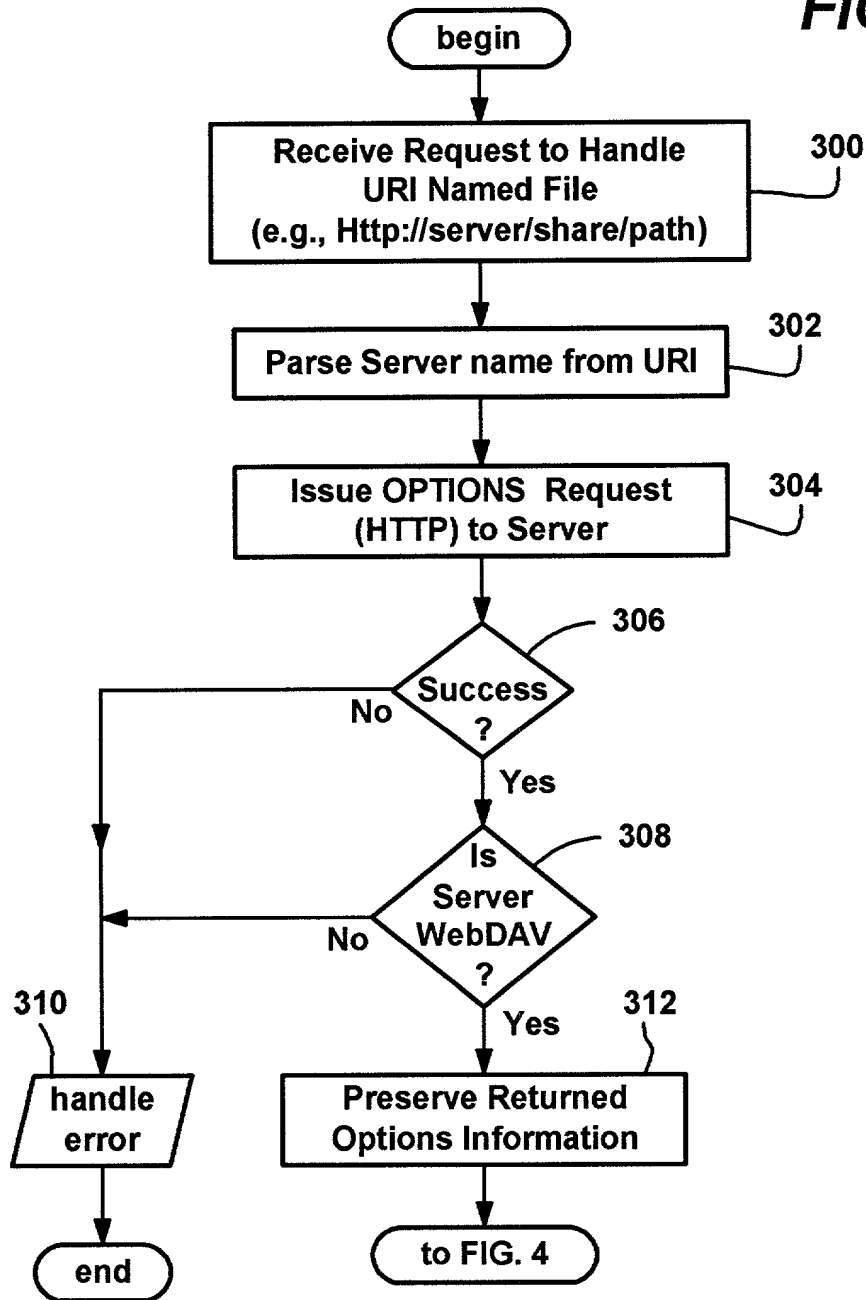 FIG
begin
Receive Request to Handle
URI Named File
(e.g., Http://server/share/path)
300
Parse Server name from URI
302
Issue OPTIONS Request
(HTTP) to Server
304
306
Success
?
No
Yes
308
Is
Server
WebDAV
?
No
Yes
310
312
handle
error
Preserve Returned
Options Information
end
to FIG. 4